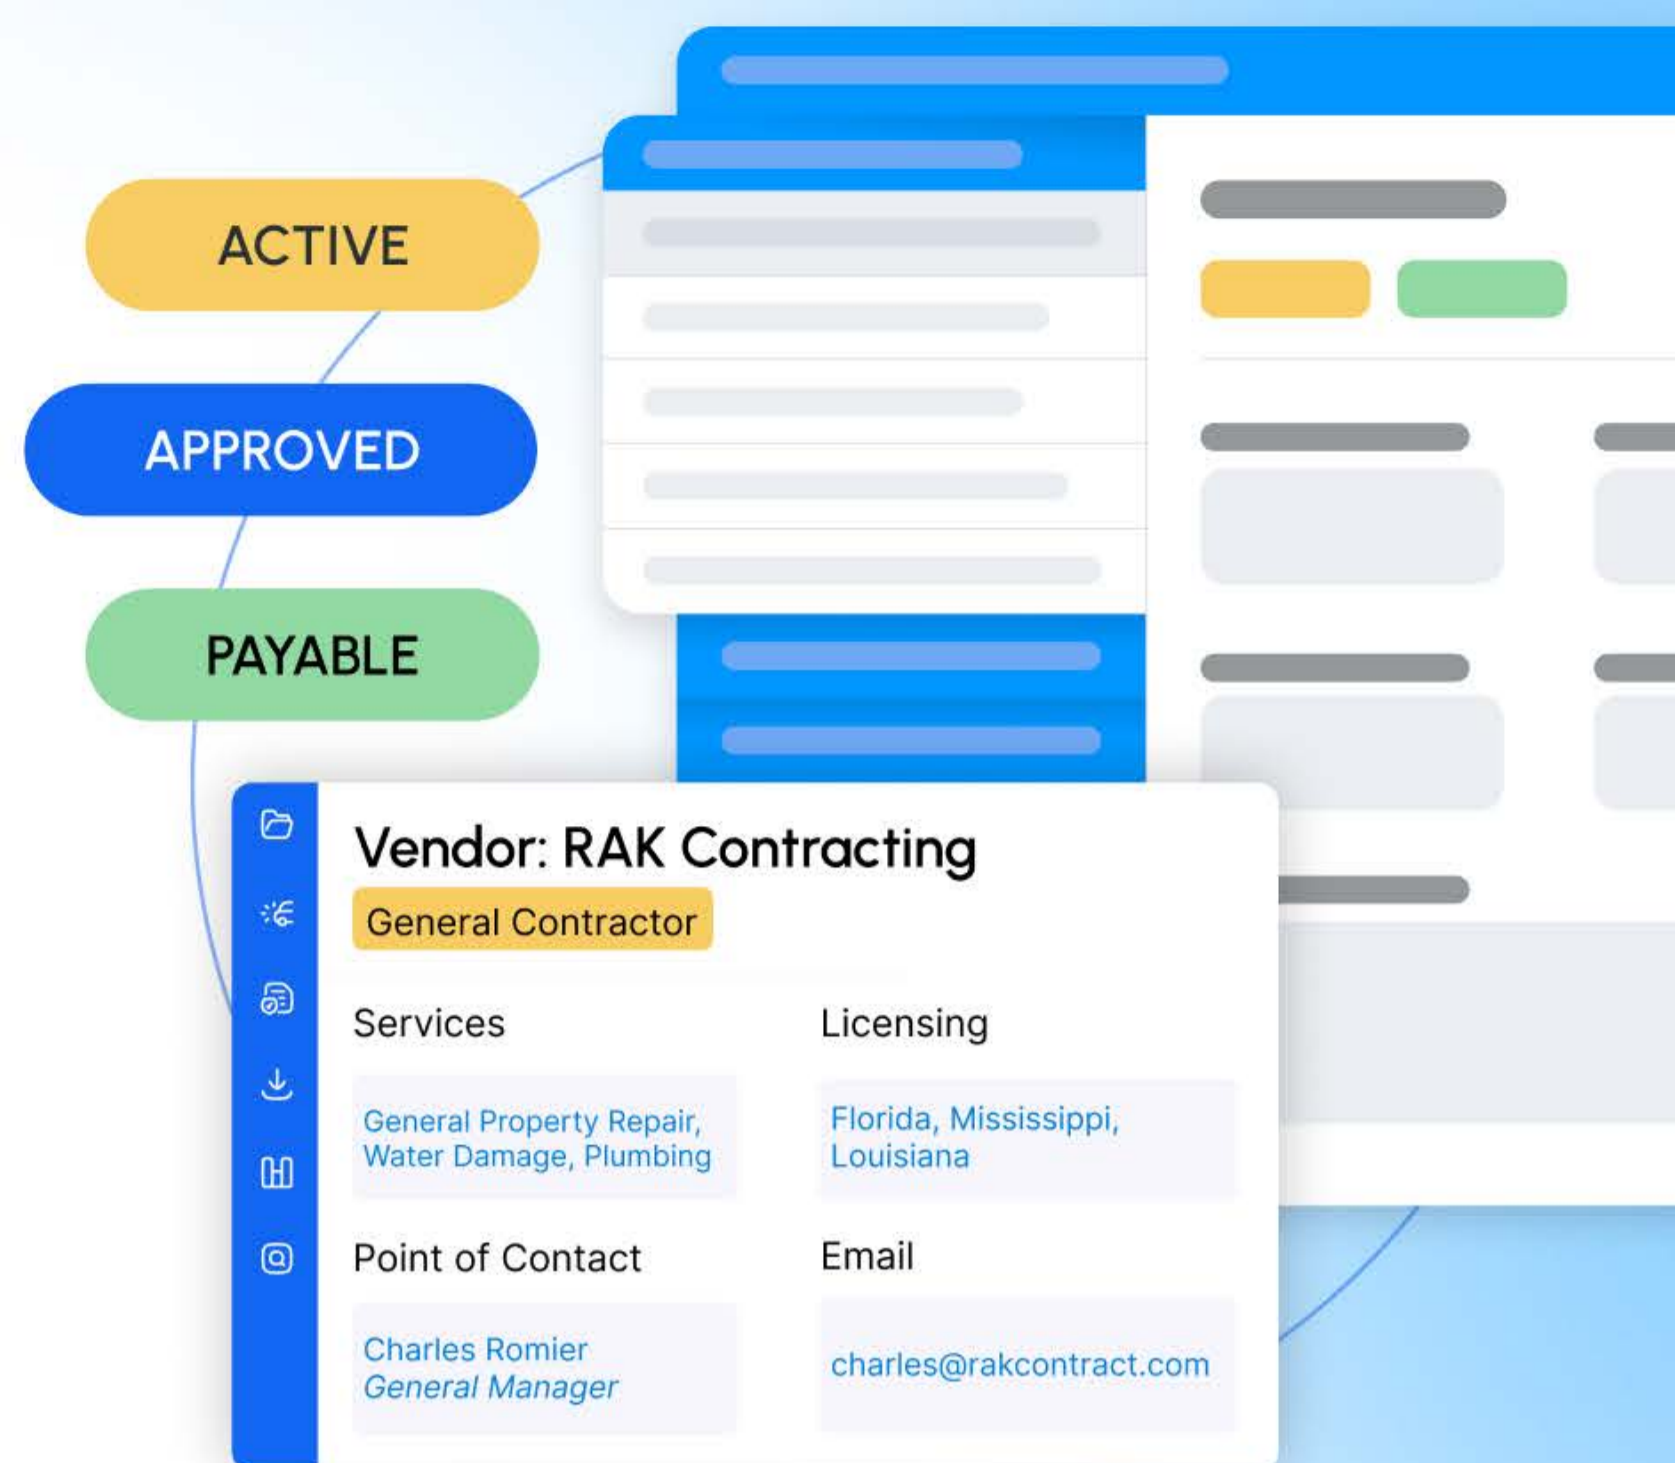 ACTIVE
APPROVED
PAYABLE
Vendor: RAK Contracting
General Contractor
Services
General Property Repair,
Water Damage, Plumbing
Licensing
Florida, Mississippi,
Louisiana
Point of Contact
Charles Romier
General Manager
Email
charles@rakcontract.com